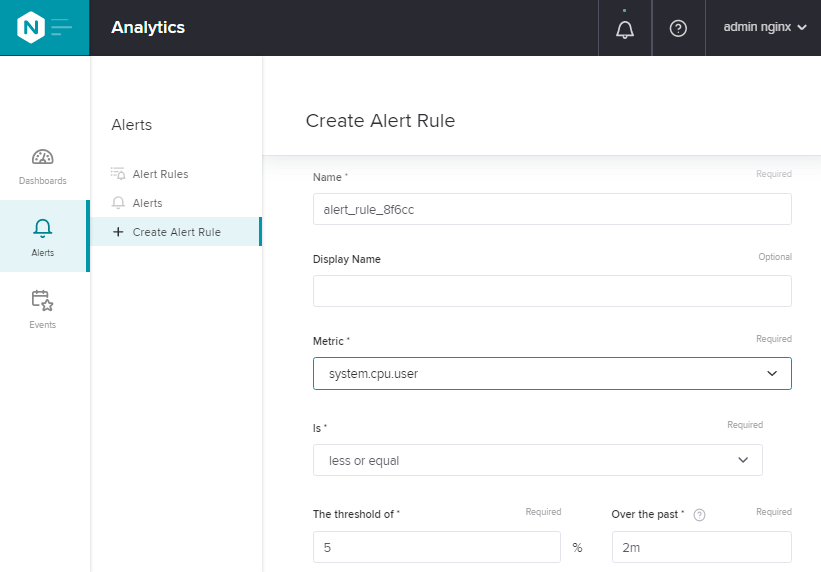 N
Analytics
admin nginx
Alerts
Create Alert Rule
Dashboards
Alerts
Events
Alert Rules
Alerts
Create Alert Rule
Name * Required
alert_rule_8f6cc
Display Name Optional
Metric * Required
system.cpu.user
Is * Required
less or equal
The threshold of * Required Over the past * ? Required
5 % 2m